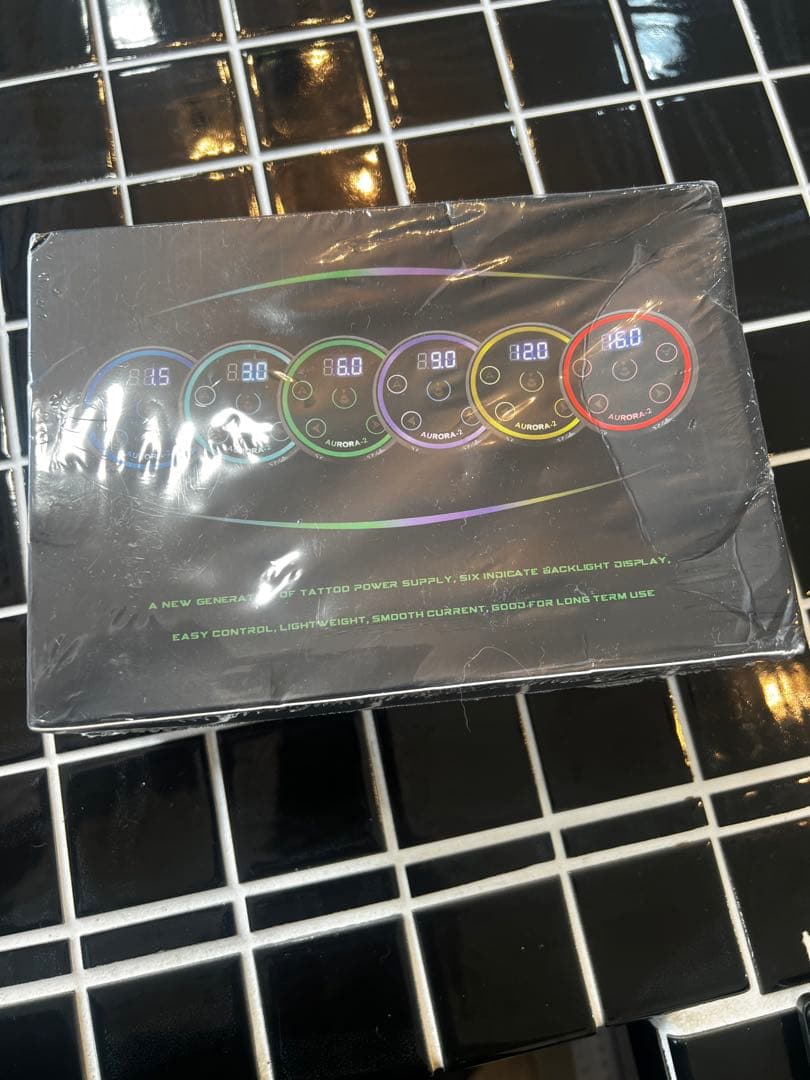 1.5
3.0
6.0
9.0
12.0
16.0
AURORA-2
AURORA-2
AURORA-2
AURORA-2
A NEW GENERATION OF TATTOO POWER SUPPLY, SIX INDICATE BACKLIGHT DISPLAY,
EASY CONTROL, LIGHTWEIGHT, SMOOTH CURRENT, GOOD FOR LONG TERM USE